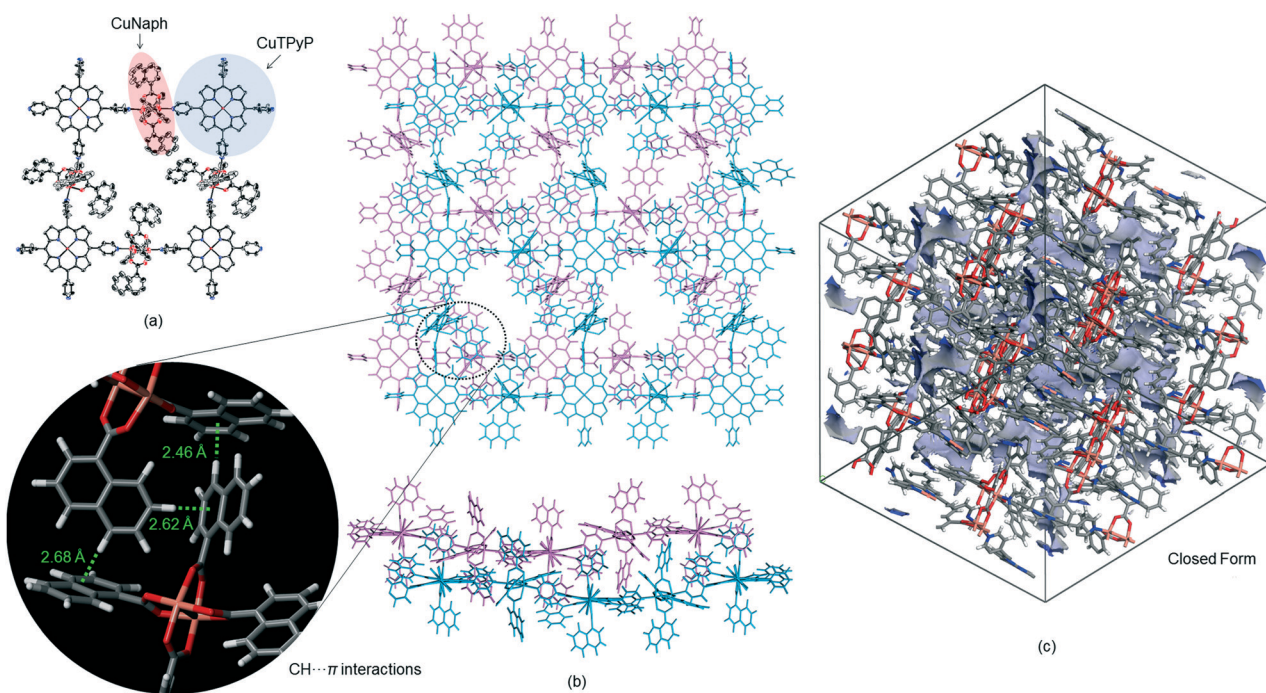 CuNaph
CuTPyP
(a)
2.46 Å
2.62 Å
2.68 Å
CH···π interactions
(b)
Closed Form
(c)